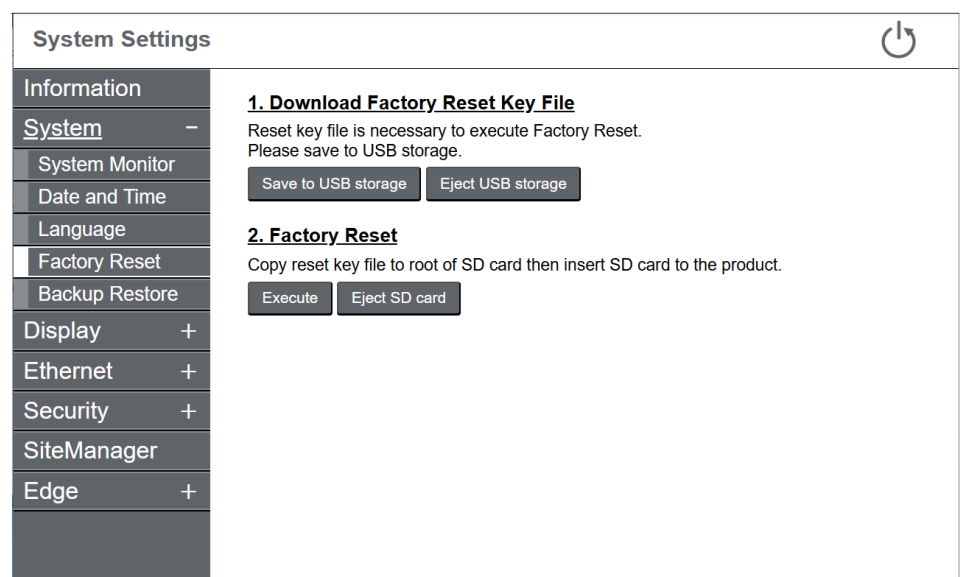 System Settings
Information
System −
System Monitor
Date and Time
Language
Factory Reset
Backup Restore
Display +
Ethernet +
Security +
SiteManager
Edge +
1. Download Factory Reset Key File
Reset key file is necessary to execute Factory Reset.
Please save to USB storage.
Save to USB storage Eject USB storage
2. Factory Reset
Copy reset key file to root of SD card then insert SD card to the product.
Execute Eject SD card